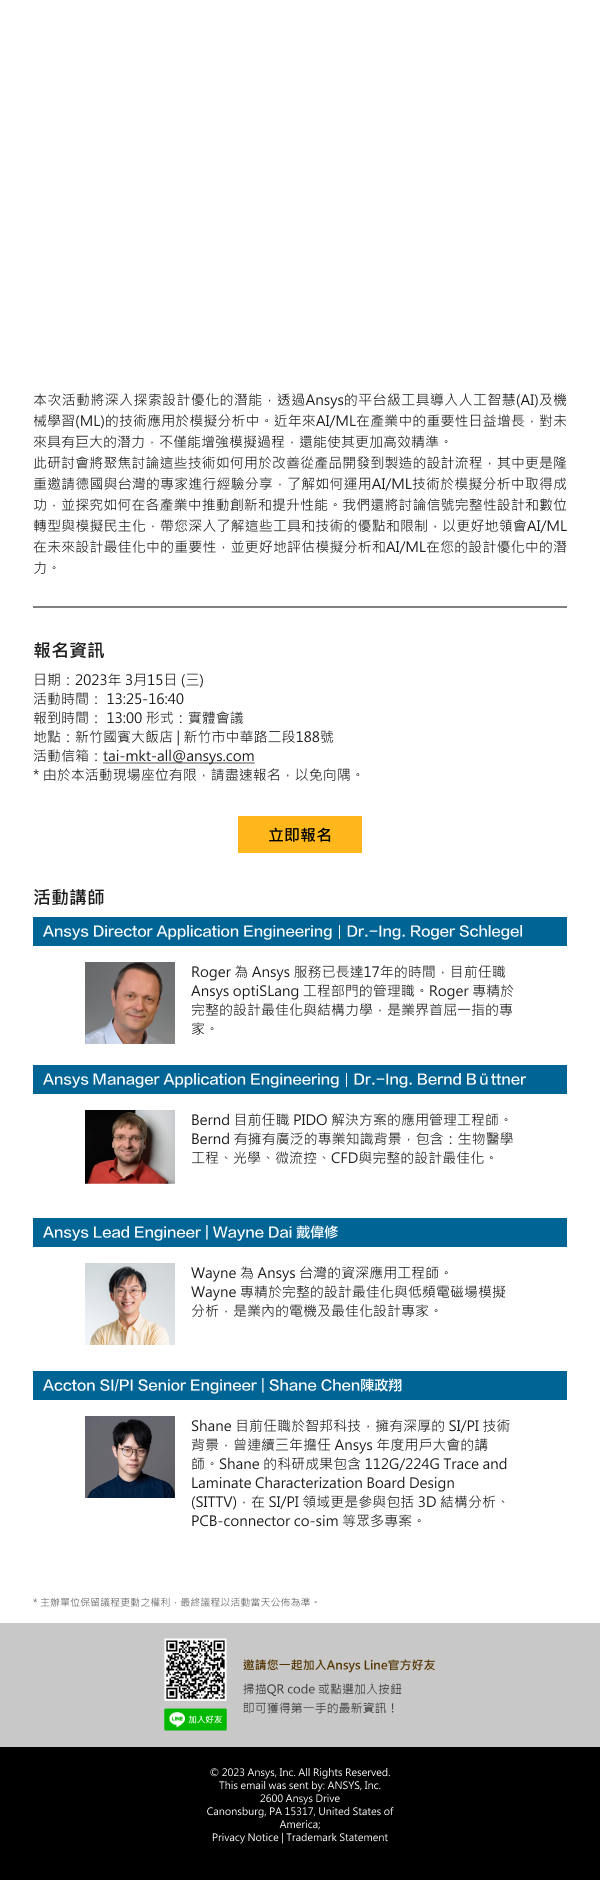 本次活動將深入探索設計優化的潛能，透過Ansys的平台級工具導入人工智慧(AI)及機
械學習(ML)的技術應用於模擬分析中。近年來AI/ML在產業中的重要性日益增長，對未
來具有巨大的潛力，不僅能增強模擬過程，還能使其更加高效精準。
此研討會將聚焦討論這些技術如何用於改善從產品開發到製造的設計流程，其中更是隆
重邀請德國與台灣的專家進行經驗分享，了解如何運用AI/ML技術於模擬分析中取得成
功，並探究如何在各產業中推動創新和提升性能。我們還將討論信號完整性設計和數位
轉型與模擬民主化，帶您深入了解這些工具和技術的優點和限制，以更好地領會AI/ML
在未來設計最佳化中的重要性，並更好地評估模擬分析和AI/ML在您的設計優化中的潛
力。
報名資訊
日期：2023年 3月15日 (三)
活動時間： 13:25-16:40
報到時間： 13:00 形式：實體會議
地點：新竹國賓大飯店 | 新竹市中華路二段188號
活動信箱：tai-mkt-all@ansys.com
* 由於本活動現場座位有限，請盡速報名，以免向隅。
立即報名
活動講師
Ansys Director Application Engineering | Dr.-Ing. Roger Schlegel
Roger 為 Ansys 服務已長達17年的時間，目前任職
Ansys optiSLang 工程部門的管理職。Roger 專精於
完整的設計最佳化與結構力學，是業界首屈一指的專
家。
Ansys Manager Application Engineering | Dr.-Ing. Bernd Büttner
Bernd 目前任職 PIDO 解決方案的應用管理工程師。
Bernd 有擁有廣泛的專業知識背景，包含：生物醫學
工程、光學、微流控、CFD與完整的設計最佳化。
Ansys Lead Engineer | Wayne Dai 戴偉修
Wayne 為 Ansys 台灣的資深應用工程師。
Wayne 專精於完整的設計最佳化與低頻電磁場模擬
分析，是業內的電機及最佳化設計專家。
Accton SI/PI Senior Engineer | Shane Chen陳政翔
Shane 目前任職於智邦科技，擁有深厚的 SI/PI 技術
背景，曾連續三年擔任 Ansys 年度用戶大會的講
師。Shane 的科研成果包含 112G/224G Trace and
Laminate Characterization Board Design
(SITTV)，在 SI/PI 領域更是參與包括 3D 結構分析、
PCB-connector co-sim 等眾多專案。
* 主辦單位保留議程更動之權利，最終議程以活動當天公佈為準。
邀請您一起加入Ansys Line官方好友
掃描QR code 或點選加入按鈕
即可獲得第一手的最新資訊！
LINE 加入好友
© 2023 Ansys, Inc. All Rights Reserved.
This email was sent by: ANSYS, Inc.
2600 Ansys Drive
Canonsburg, PA 15317, United States of
America;
Privacy Notice | Trademark Statement